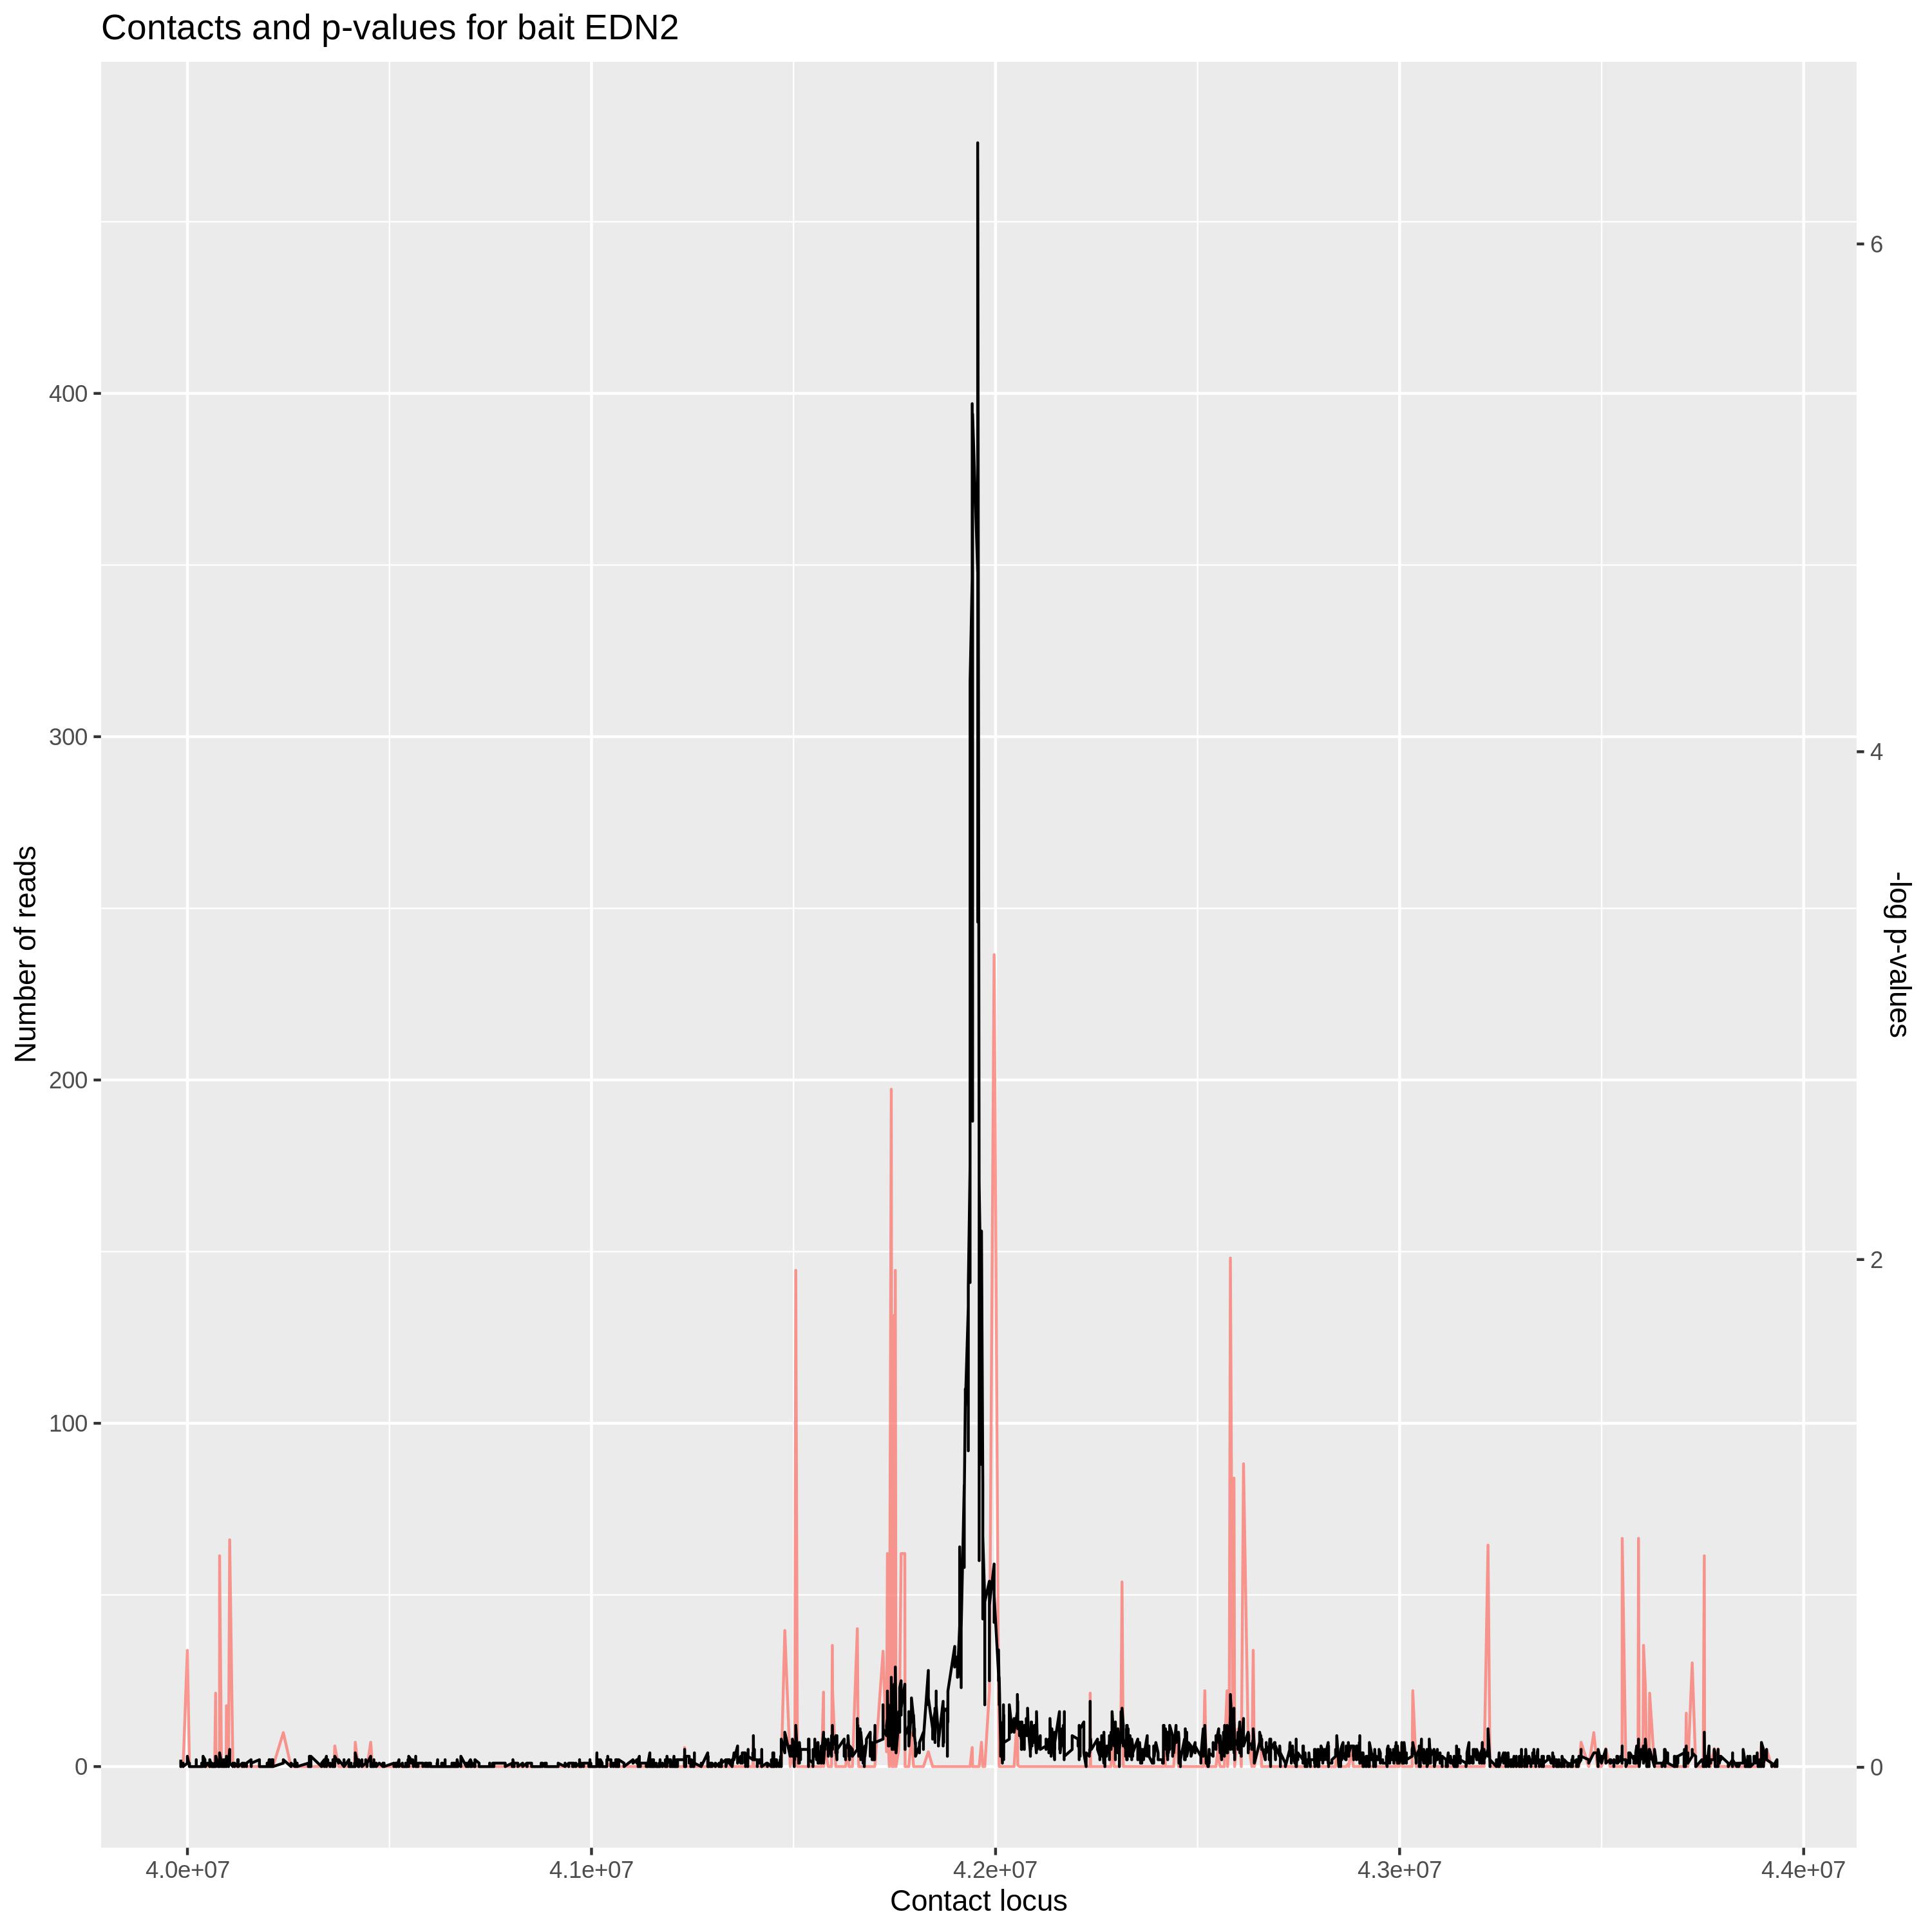 Contacts and p-values for bait EDN2
Number of reads
400
300
200
100
0
6
4
2
0
-log p-values
4.0e+07 4.1e+07 4.2e+07 4.3e+07 4.4e+07
Contact locus